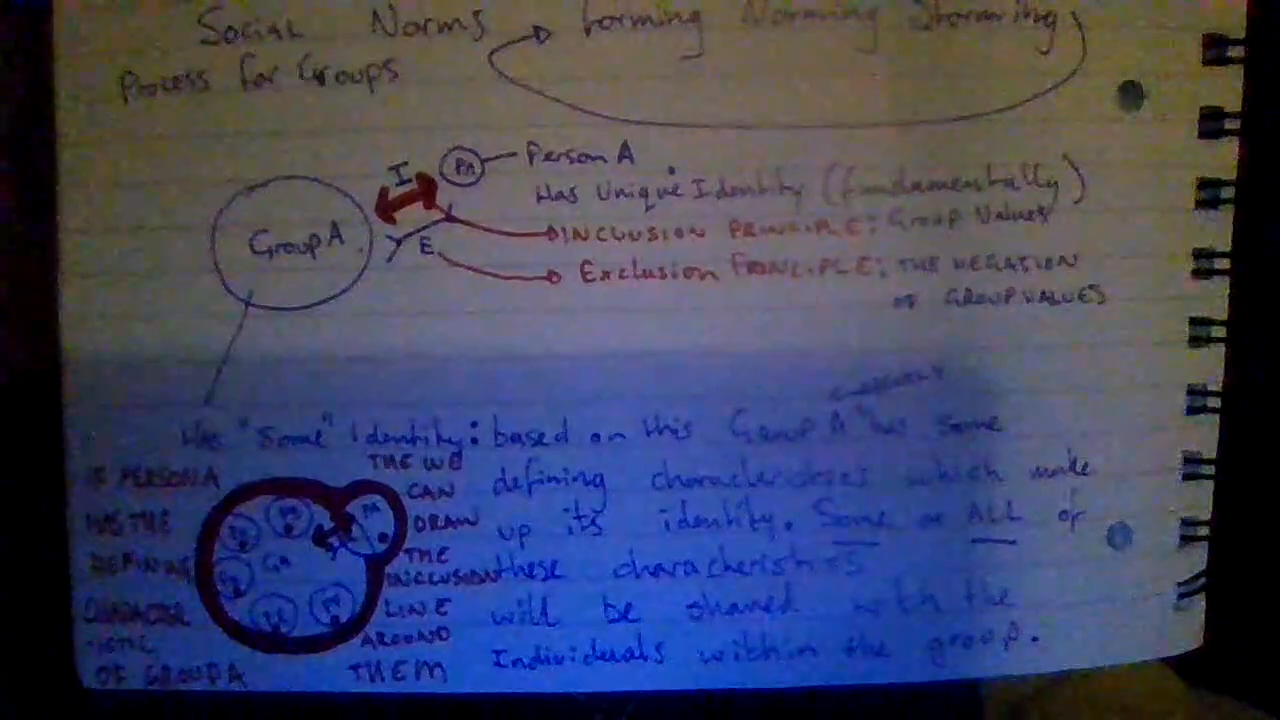 Social Norms Forming Norming Storming
Process for Groups
I
PA
Person A
Has Unique Identity (fundamentally)
Group A
E
INCLUSION PRINCIPLE: Group Values
Exclusion PRINCIPLE: THE NEGATION
OF GROUP VALUES
Has "Some" Identity: based on this Group A has some
defining characteristics which make
up its identity. Some or ALL of
these characteristics
will be shared with the
Individuals within the group.
IF PERSON A
HAS THE
DEFINING
CHARACTER
-ISTIC
OF GROUP A
THE WE
CAN
DRAW
THE
INCLUSION
LINE
AROUND
THEM
GA
PA